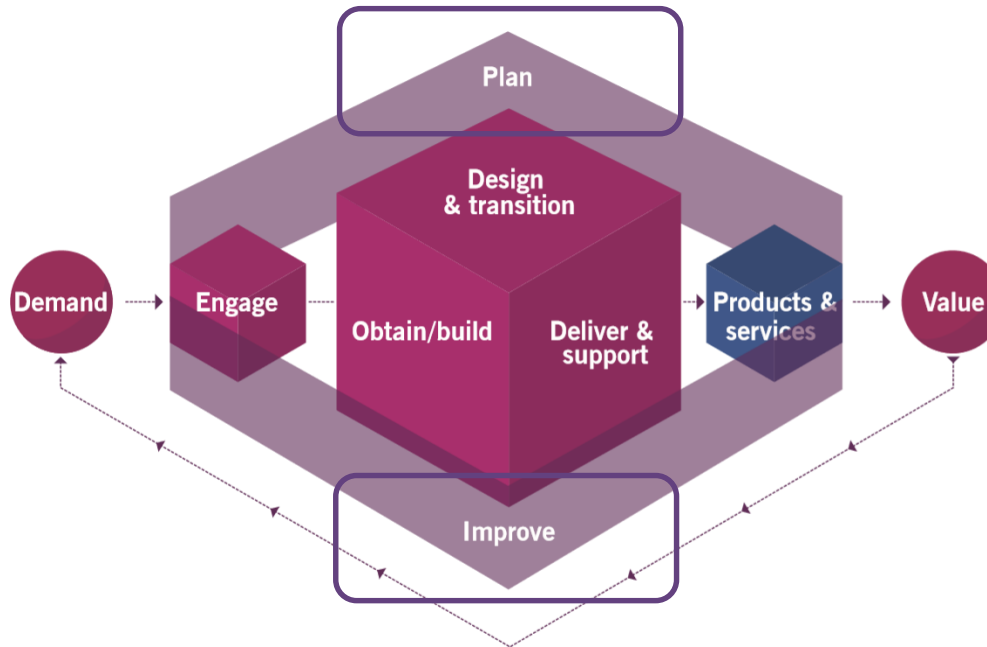 Plan
Design
& transition
Demand
Engage
Obtain/build
Deliver &
support
Products &
services
Value
Improve